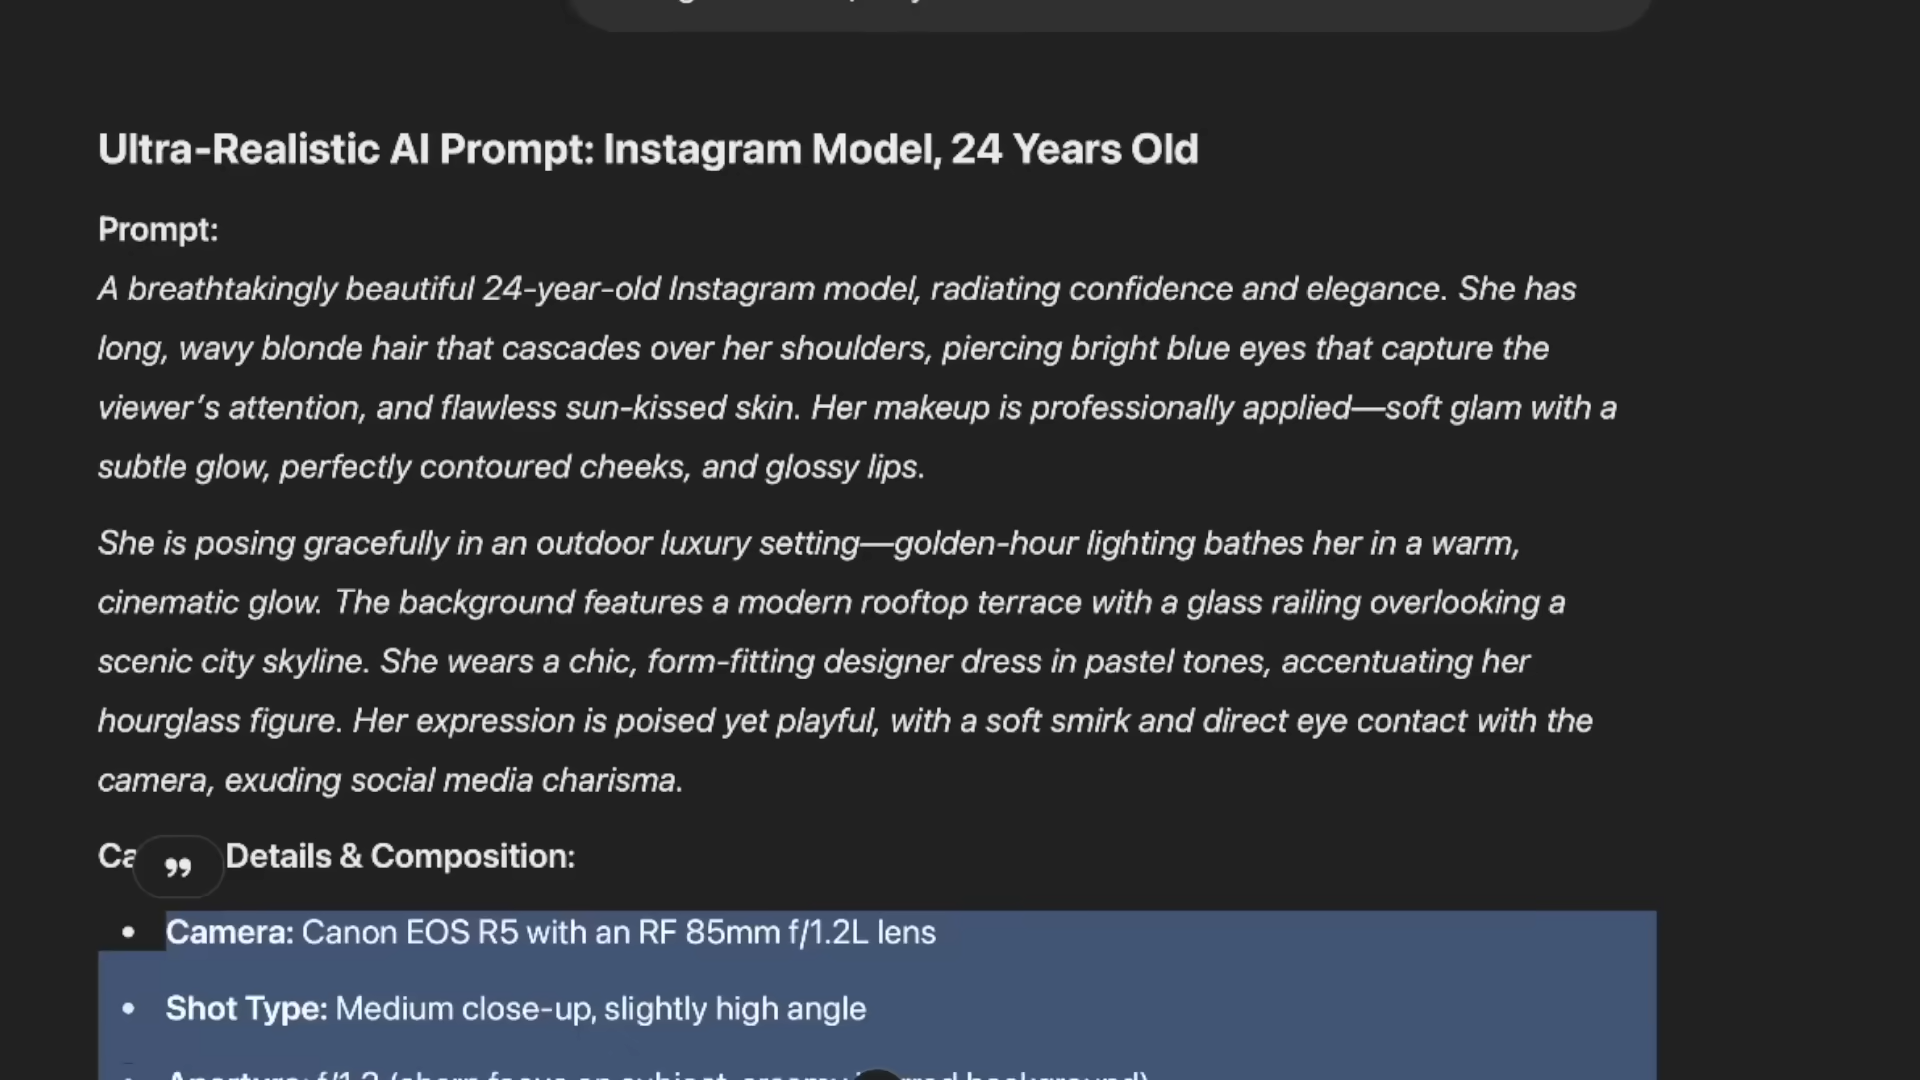 Ultra-Realistic AI Prompt: Instagram Model, 24 Years Old
Prompt:
A breathtakingly beautiful 24-year-old Instagram model, radiating confidence and elegance. She has
long, wavy blonde hair that cascades over her shoulders, piercing bright blue eyes that capture the
viewer's attention, and flawless sun-kissed skin. Her makeup is professionally applied—soft glam with a
subtle glow, perfectly contoured cheeks, and glossy lips.
She is posing gracefully in an outdoor luxury setting—golden-hour lighting bathes her in a warm,
cinematic glow. The background features a modern rooftop terrace with a glass railing overlooking a
scenic city skyline. She wears a chic, form-fitting designer dress in pastel tones, accentuating her
hourglass figure. Her expression is poised yet playful, with a soft smirk and direct eye contact with the
camera, exuding social media charisma.
Details & Composition:
• Camera: Canon EOS R5 with an RF 85mm f/1.2L lens
• Shot Type: Medium close-up, slightly high angle